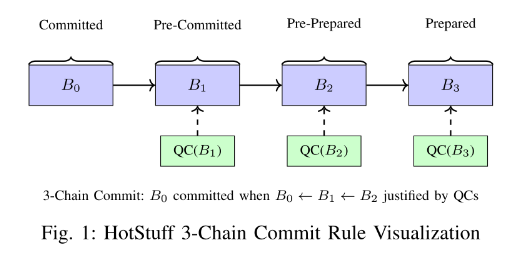 Committed Pre-Committed Pre-Prepared Prepared
B₀ B₁ B₂ B₃
QC(B₁) QC(B₂) QC(B₃)
3-Chain Commit: B₀ committed when B₀ ← B₁ ← B₂ justified by QCs
Fig. 1: HotStuff 3-Chain Commit Rule Visualization